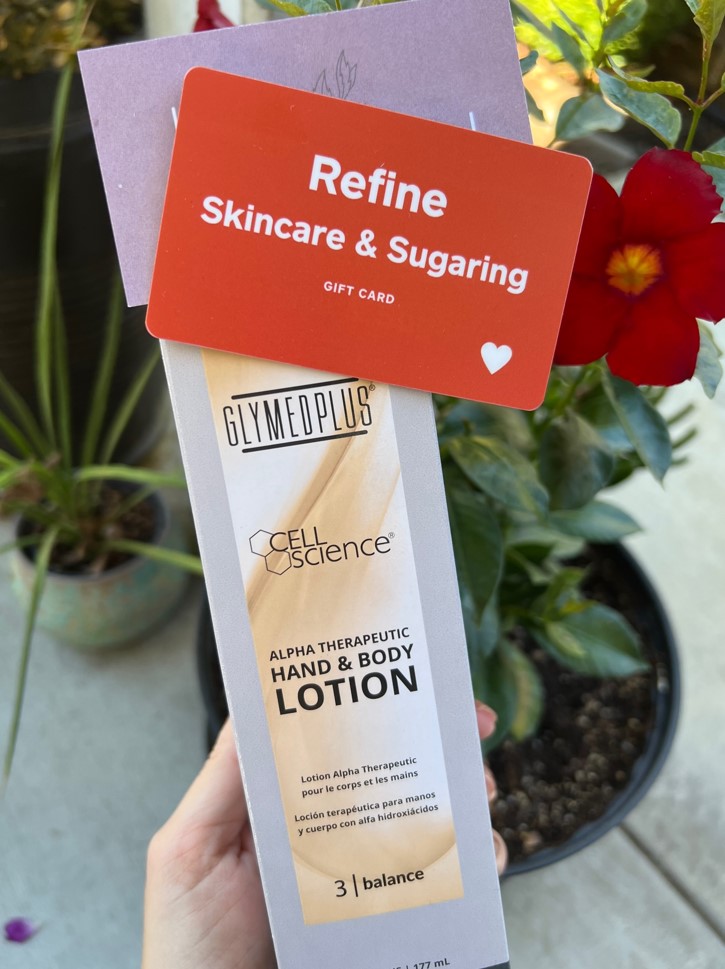 Refine
Skincare & Sugaring
GIFT CARD
GLYMEDPLUS®
CELL
SCIENCE®
ALPHA THERAPEUTIC
HAND & BODY
LOTION
Lotion Alpha Therapeutic
pour le corps et les mains
Loción terapéutica para manos
y cuerpo con alfa hidroxiácidos
3 | balance
| 177 mL